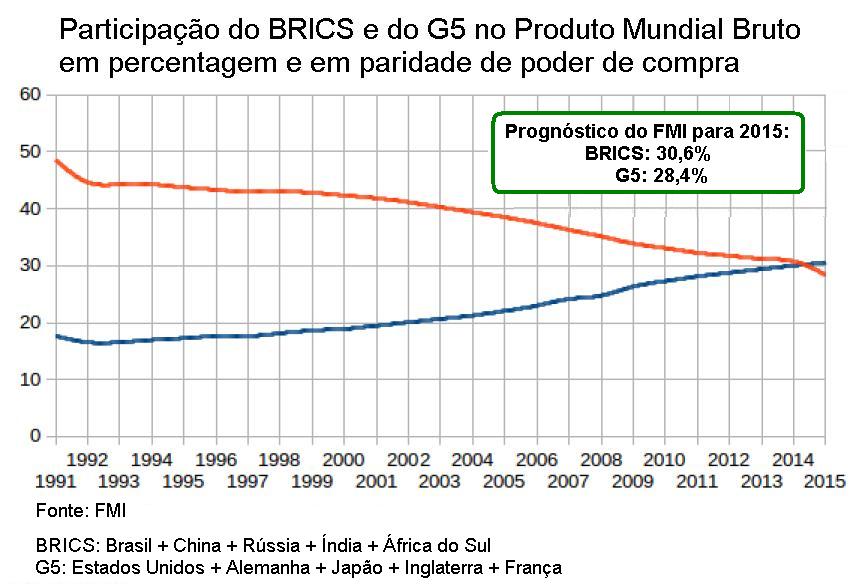 Participação do BRICS e do G5 no Produto Mundial Bruto
em percentagem e em paridade de poder de compra
60
50
40
30
20
10
0
Prognóstico do FMI para 2015:
BRICS: 30,6%
G5: 28,4%
1992 1994 1996 1998 2000 2002 2004 2006 2008 2010 2012 2014
1991 1993 1995 1997 1999 2001 2003 2005 2007 2009 2011 2013 2015
Fonte: FMI
BRICS: Brasil + China + Rússia + Índia + África do Sul
G5: Estados Unidos + Alemanha + Japão + Inglaterra + França